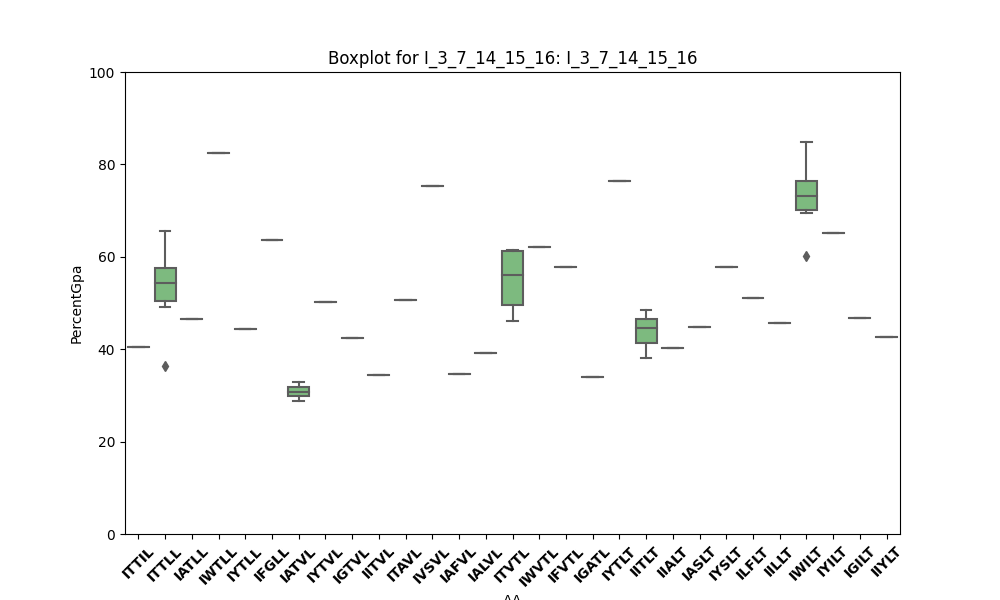 Boxplot for I_3_7_14_15_16: I_3_7_14_15_16
PercentGpa
100
80
60
40
20
0
ITTIL
ITTLL
IATLL
IWTLL
IYTLL
IFGLL
IATVL
IYTVL
IGTVL
IITVL
ITAVL
IVSVL
IAFVL
IALVL
ITVTL
IWVTL
IFVTL
IGATL
IYTLT
IITLT
IIALT
IASLT
IYSLT
ILFLT
IILLT
IWILT
IYILT
IGILT
IIYLT
AA